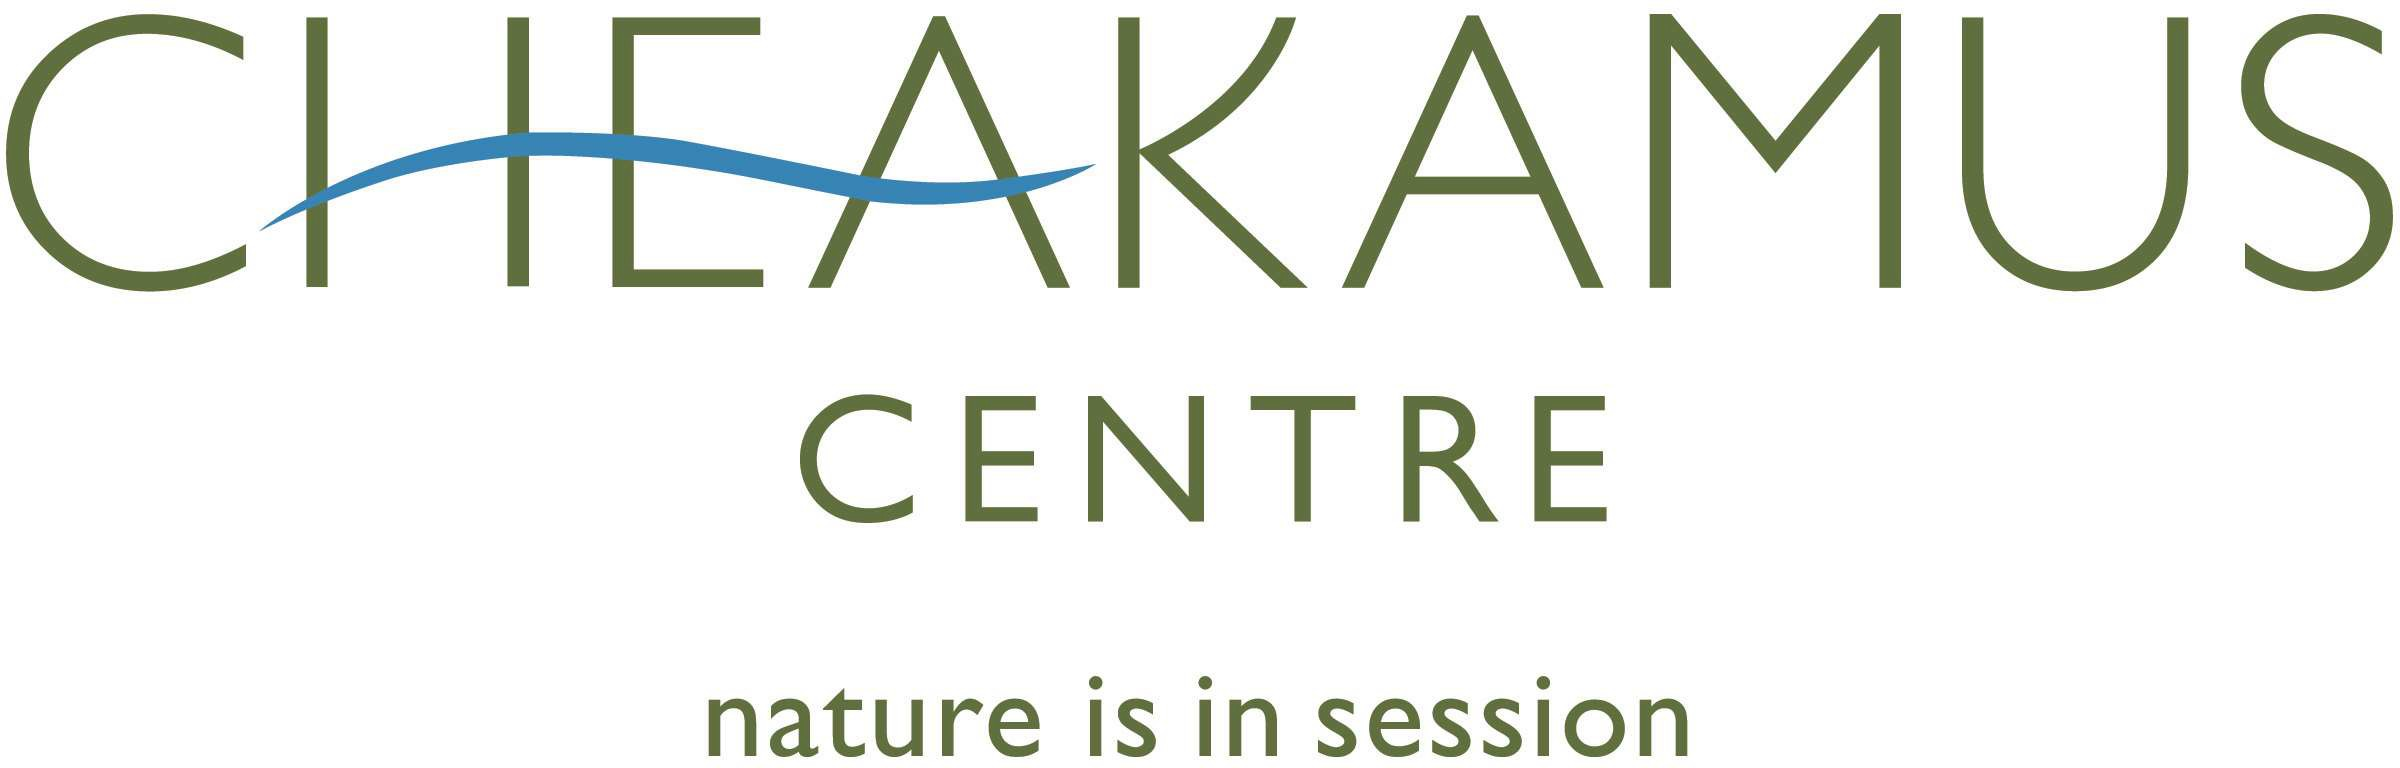 CHEAKAMUS
CENTRE
nature is in session